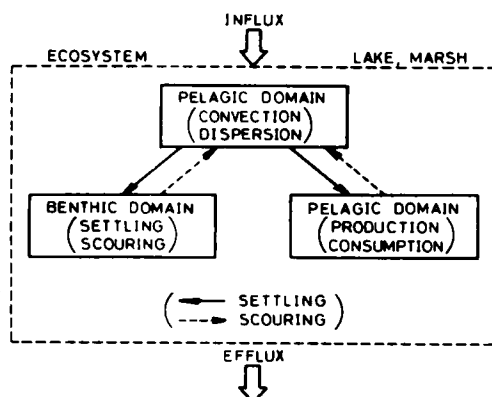 INFLUX
ECOSYSTEM
LAKE, MARSH
PELAGIC DOMAIN
(CONVECTION
DISPERSION)
BENTHIC DOMAIN
(SETTLING
SCOURING)
PELAGIC DOMAIN
(PRODUCTION
CONSUMPTION)
( SETTLING
SCOURING )
EFFLUX